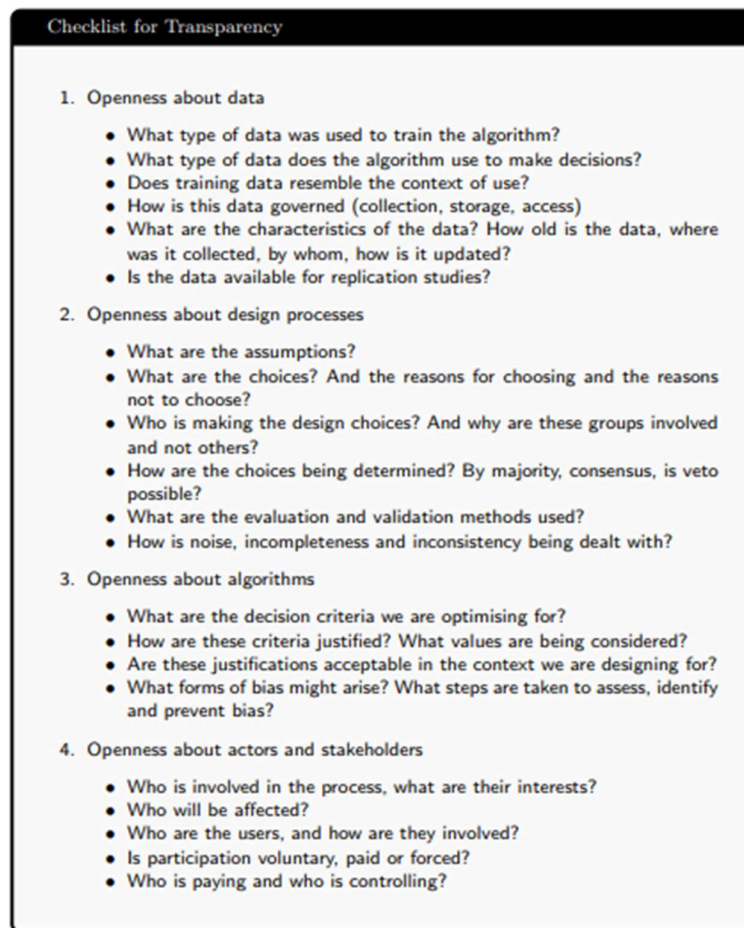 Checklist for Transparency
1. Openness about data
• What type of data was used to train the algorithm?
• What type of data does the algorithm use to make decisions?
• Does training data resemble the context of use?
• How is this data governed (collection, storage, access)
• What are the characteristics of the data? How old is the data, where
was it collected, by whom, how is it updated?
• Is the data available for replication studies?
2. Openness about design processes
• What are the assumptions?
• What are the choices? And the reasons for choosing and the reasons
not to choose?
• Who is making the design choices? And why are these groups involved
and not others?
• How are the choices being determined? By majority, consensus, is veto
possible?
• What are the evaluation and validation methods used?
• How is noise, incompleteness and inconsistency being dealt with?
3. Openness about algorithms
• What are the decision criteria we are optimising for?
• How are these criteria justified? What values are being considered?
• Are these justifications acceptable in the context we are designing for?
• What forms of bias might arise? What steps are taken to assess, identify
and prevent bias?
4. Openness about actors and stakeholders
• Who is involved in the process, what are their interests?
• Who will be affected?
• Who are the users, and how are they involved?
• Is participation voluntary, paid or forced?
• Who is paying and who is controlling?